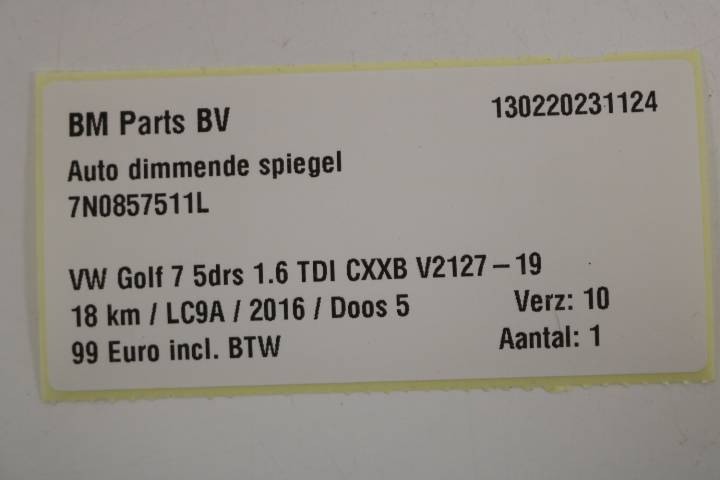 BM Parts BV 130220231124
Auto dimmende spiegel
7N0857511L
VW Golf 7 5drs 1.6 TDI CXXB V2127 – 19
18 km / LC9A / 2016 / Doos 5 Verz: 10
99 Euro incl. BTW Aantal: 1